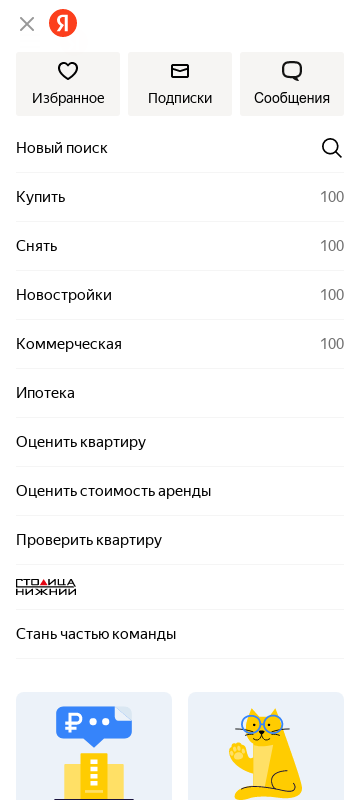 Я
Избранное
Подписки
Сообщения
Новый поиск
Купить
100
Снять
100
Новостройки
100
Коммерческая
100
Ипотека
Оценить квартиру
Оценить стоимость аренды
Проверить квартиру
СТОЛИЦА
НИЖНИЙ
Стань частью команды
₽